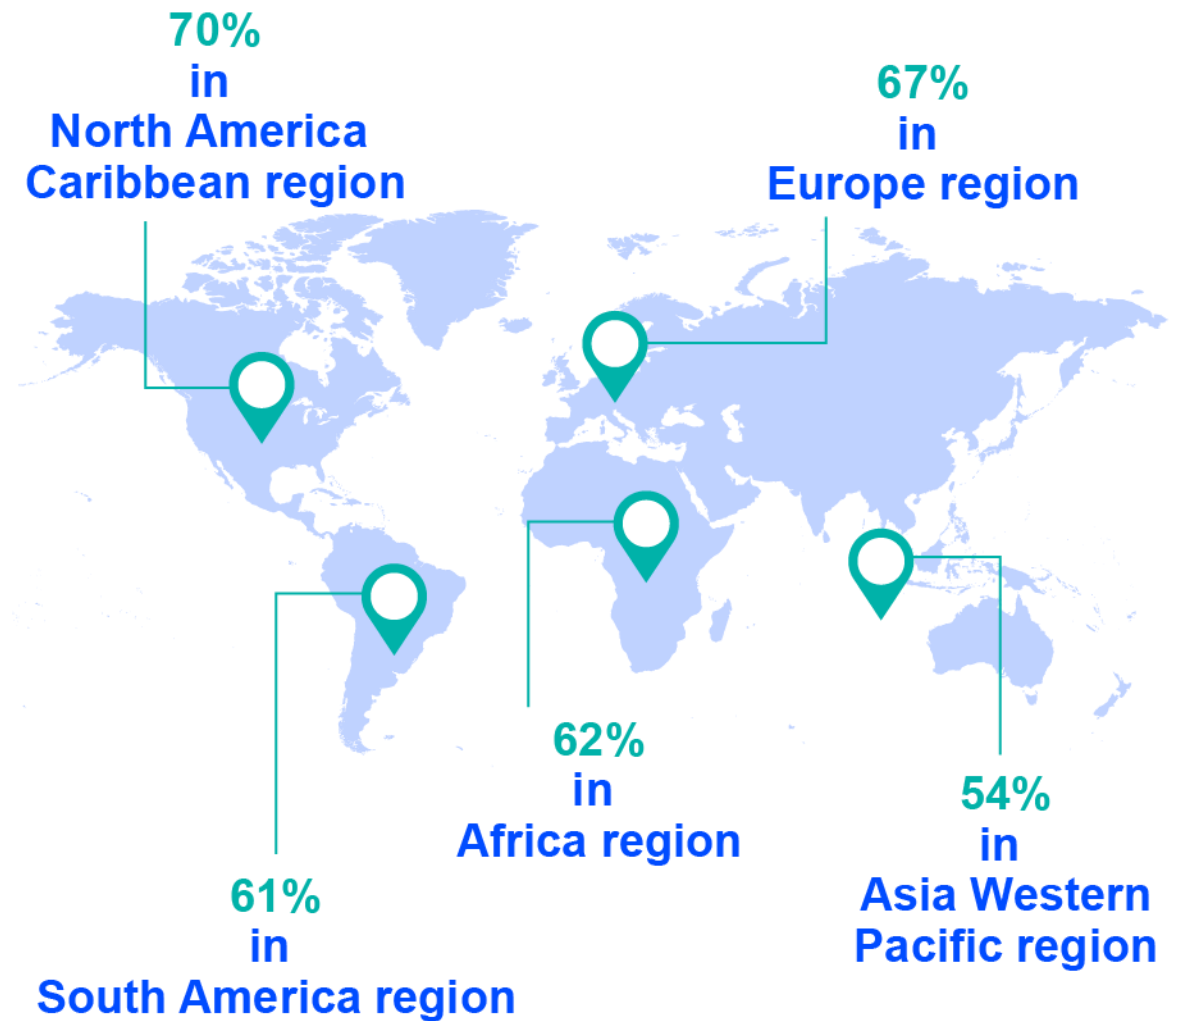 70%
in
North America
Caribbean region
67%
in
Europe region
62%
in
Africa region
54%
in
Asia Western
Pacific region
61%
in
South America region